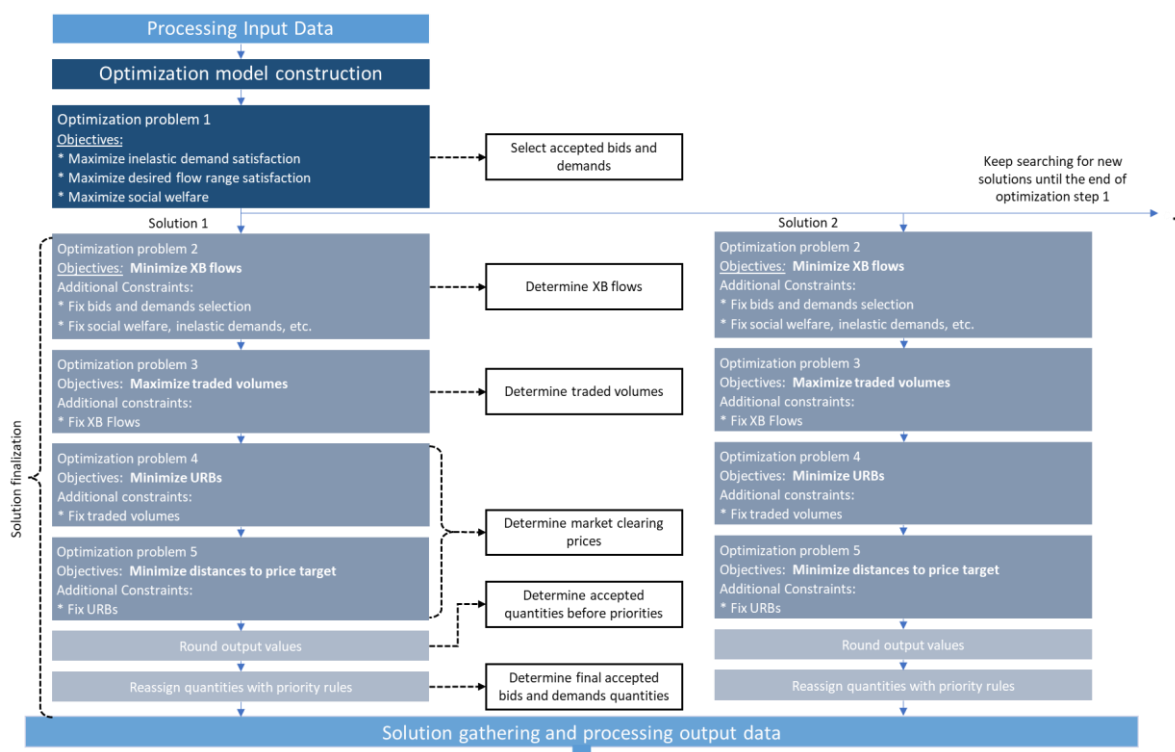 Processing Input Data
Optimization model construction
Optimization problem 1
Objectives:
* Maximize inelastic demand satisfaction
* Maximize desired flow range satisfaction
* Maximize social welfare
Select accepted bids and
demands
Keep searching for new
solutions until the end of
optimization step 1
Solution 1
Solution 2
Solution finalization
Optimization problem 2
Objectives: Minimize XB flows
Additional Constraints:
* Fix bids and demands selection
* Fix social welfare, inelastic demands, etc.
Determine XB flows
Optimization problem 3
Objectives: Maximize traded volumes
Additional constraints:
* Fix XB Flows
Determine traded volumes
Optimization problem 4
Objectives: Minimize URBs
Additional constraints:
* Fix traded volumes
Determine market clearing
prices
Optimization problem 5
Objectives: Minimize distances to price target
Additional Constraints:
* Fix URBs
Determine accepted
quantities before priorities
Round output values
Reassign quantities with priority rules
Determine final accepted
bids and demands quantities
Optimization problem 2
Objectives: Minimize XB flows
Additional Constraints:
* Fix bids and demands selection
* Fix social welfare, inelastic demands, etc.
Optimization problem 3
Objectives: Maximize traded volumes
Additional constraints:
* Fix XB Flows
Optimization problem 4
Objectives: Minimize URBs
Additional constraints:
* Fix traded volumes
Optimization problem 5
Objectives: Minimize distances to price target
Additional Constraints:
* Fix URBs
Round output values
Reassign quantities with priority rules
Solution gathering and processing output data